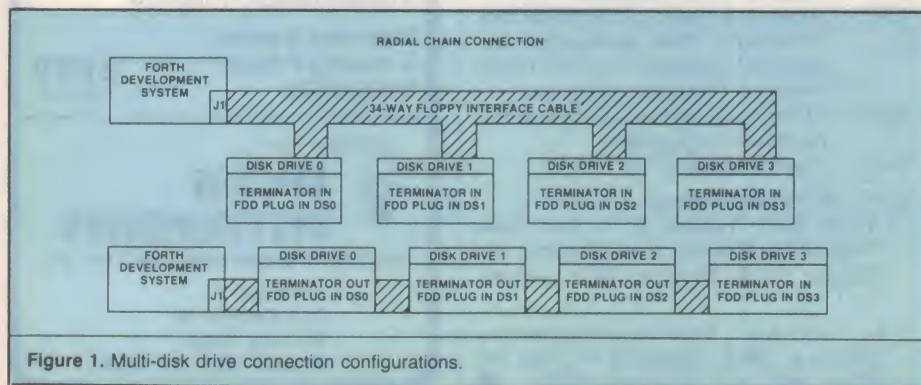 RADIAL CHAIN CONNECTION
FORTH
DEVELOPMENT
SYSTEM
J1
34-WAY FLOPPY INTERFACE CABLE
DISK DRIVE 0
TERMINATOR IN
FDD PLUG IN DS0
DISK DRIVE 1
TERMINATOR IN
FDD PLUG IN DS1
DISK DRIVE 2
TERMINATOR IN
FDD PLUG IN DS2
DISK DRIVE 3
TERMINATOR IN
FDD PLUG IN DS3
FORTH
DEVELOPMENT
SYSTEM
J1
DISK DRIVE 0
TERMINATOR OUT
FDD PLUG IN DS0
DISK DRIVE 1
TERMINATOR OUT
FDD PLUG IN DS1
DISK DRIVE 2
TERMINATOR OUT
FDD PLUG IN DS2
DISK DRIVE 3
TERMINATOR IN
FDD PLUG IN DS3
Figure 1. Multi-disk drive connection configurations.